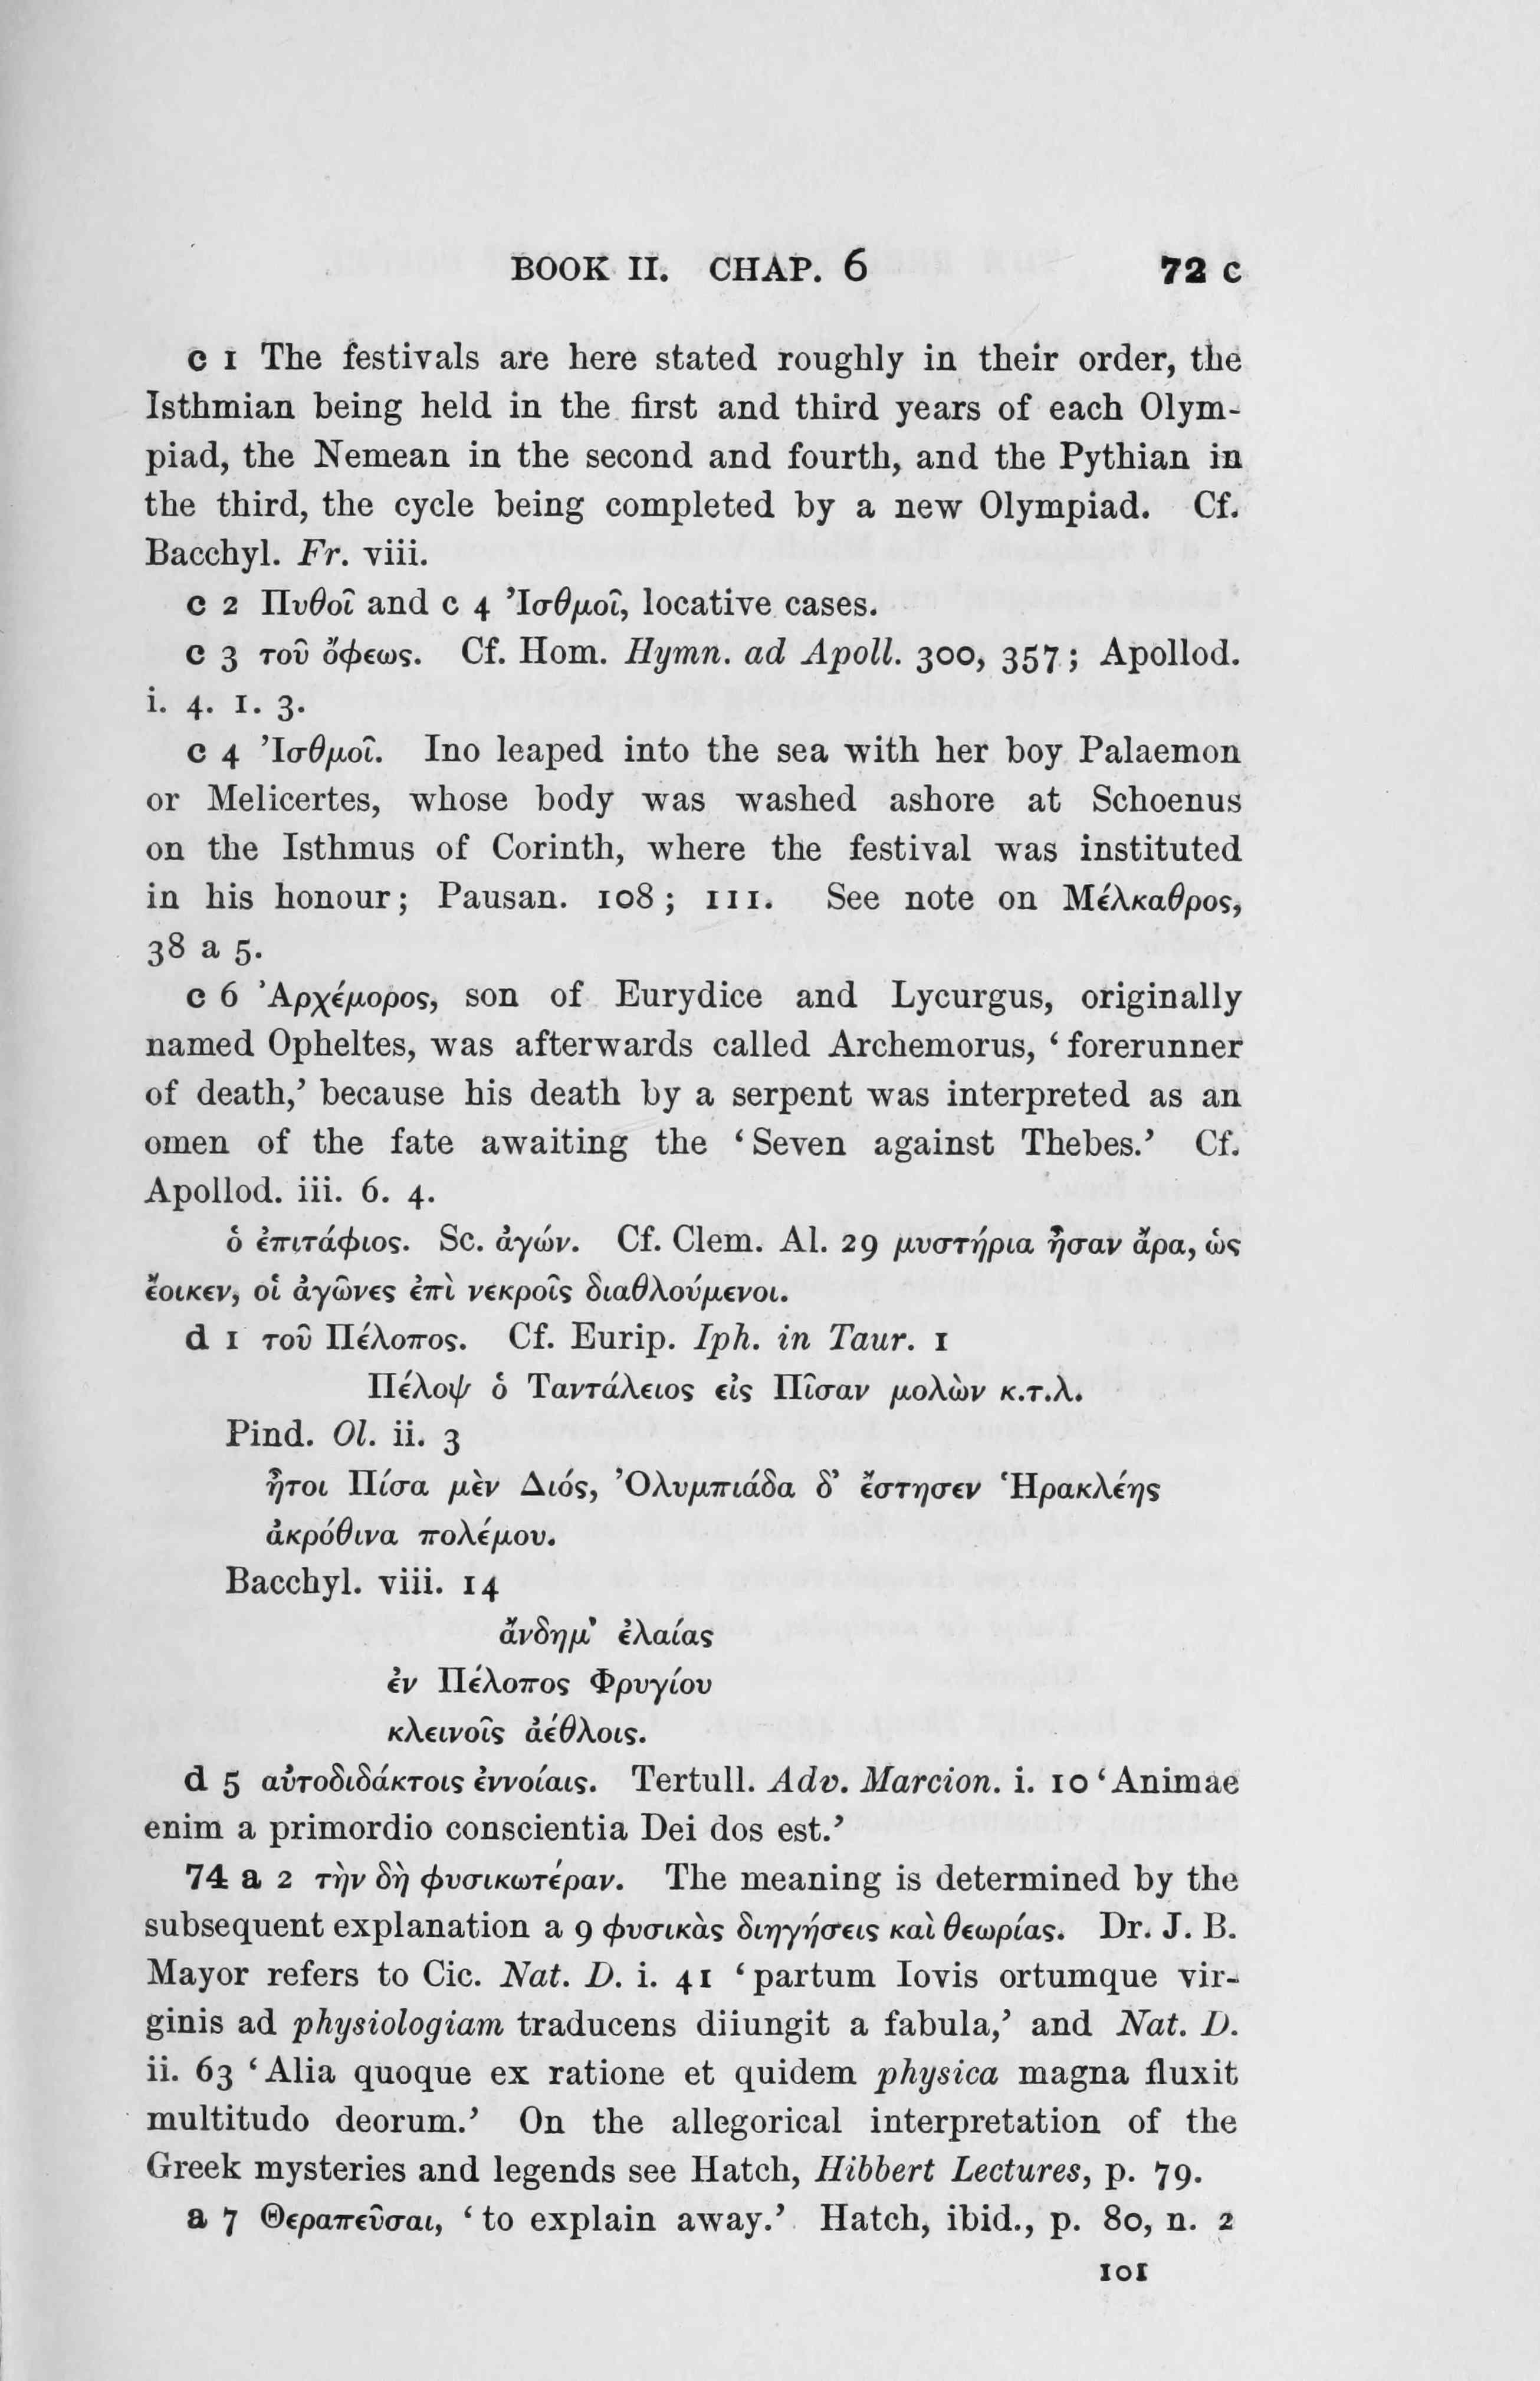 BOOK II. CHAP. 6 72 c
c 1 The festivals are here stated roughly in their order, the
Isthmian being held in the first and third years of each Olym-
piad, the Nemean in the second and fourth, and the Pythian in
the third, the cycle being completed by a new Olympiad. Cf.
Bacchyl. Fr. viii.
c 2 Πυθοῖ and c 4 Ἰσθμοῖ, locative cases.
c 3 τοῦ ὄφεως. Cf. Hom. Hymn. ad Apoll. 300, 357; Apollod.
i. 4. 1. 3.
c 4 Ἰσθμοῖ. Ino leaped into the sea with her boy Palaemon
or Melicertes, whose body was washed ashore at Schoenus
on the Isthmus of Corinth, where the festival was instituted
in his honour; Pausan. 108; 111. See note on Μέλκαθρος,
38 a 5.
c 6 Ἀρχέμορος, son of Eurydice and Lycurgus, originally
named Opheltes, was afterwards called Archemorus, ‘forerunner
of death,’ because his death by a serpent was interpreted as an
omen of the fate awaiting the ‘Seven against Thebes.’ Cf.
Apollod. iii. 6. 4.
ὁ ἐπιτάφιος. Sc. ἀγών. Cf. Clem. Al. 29 μυστήρια ἦσαν ἄρα, ὡς
ἔοικεν, οἱ ἀγῶνες ἐπὶ νεκροῖς διαθλούμενοι.
d 1 τοῦ Πέλοπος. Cf. Eurip. Iph. in Taur. 1
Πέλοψ ὁ Ταντάλειος εἰς Πῖσαν μολὼν κ.τ.λ.
Pind. Ol. ii. 3
ἤτοι Πίσα μὲν Διός, Ὀλυμπιάδα δ’ ἔστησεν Ἡρακλέης
ἀκρόθινα πολέμου.
Bacchyl. viii. 14
ἄνδημ’ ἐλαίας
ἐν Πέλοπος Φρυγίου
κλεινοῖς ἀέθλοις.
d 5 αὐτοδιδάκτοις ἐννοίαις. Tertull. Adv. Marcion. i. 10 ‘Animae
enim a primordio conscientia Dei dos est.’
74 a 2 τὴν δὴ φυσικωτέραν. The meaning is determined by the
subsequent explanation a 9 φυσικὰς διηγήσεις καὶ θεωρίας. Dr. J. B.
Mayor refers to Cic. Nat. D. i. 41 ‘partum Iovis ortumque vir-
ginis ad physiologiam traducens diiungit a fabula,’ and Nat. D.
ii. 63 ‘Alia quoque ex ratione et quidem physica magna fluxit
multitudo deorum.’ On the allegorical interpretation of the
Greek mysteries and legends see Hatch, Hibbert Lectures, p. 79.
a 7 Θεραπεῦσαι, ‘to explain away.’ Hatch, ibid., p. 80, n. 2
101